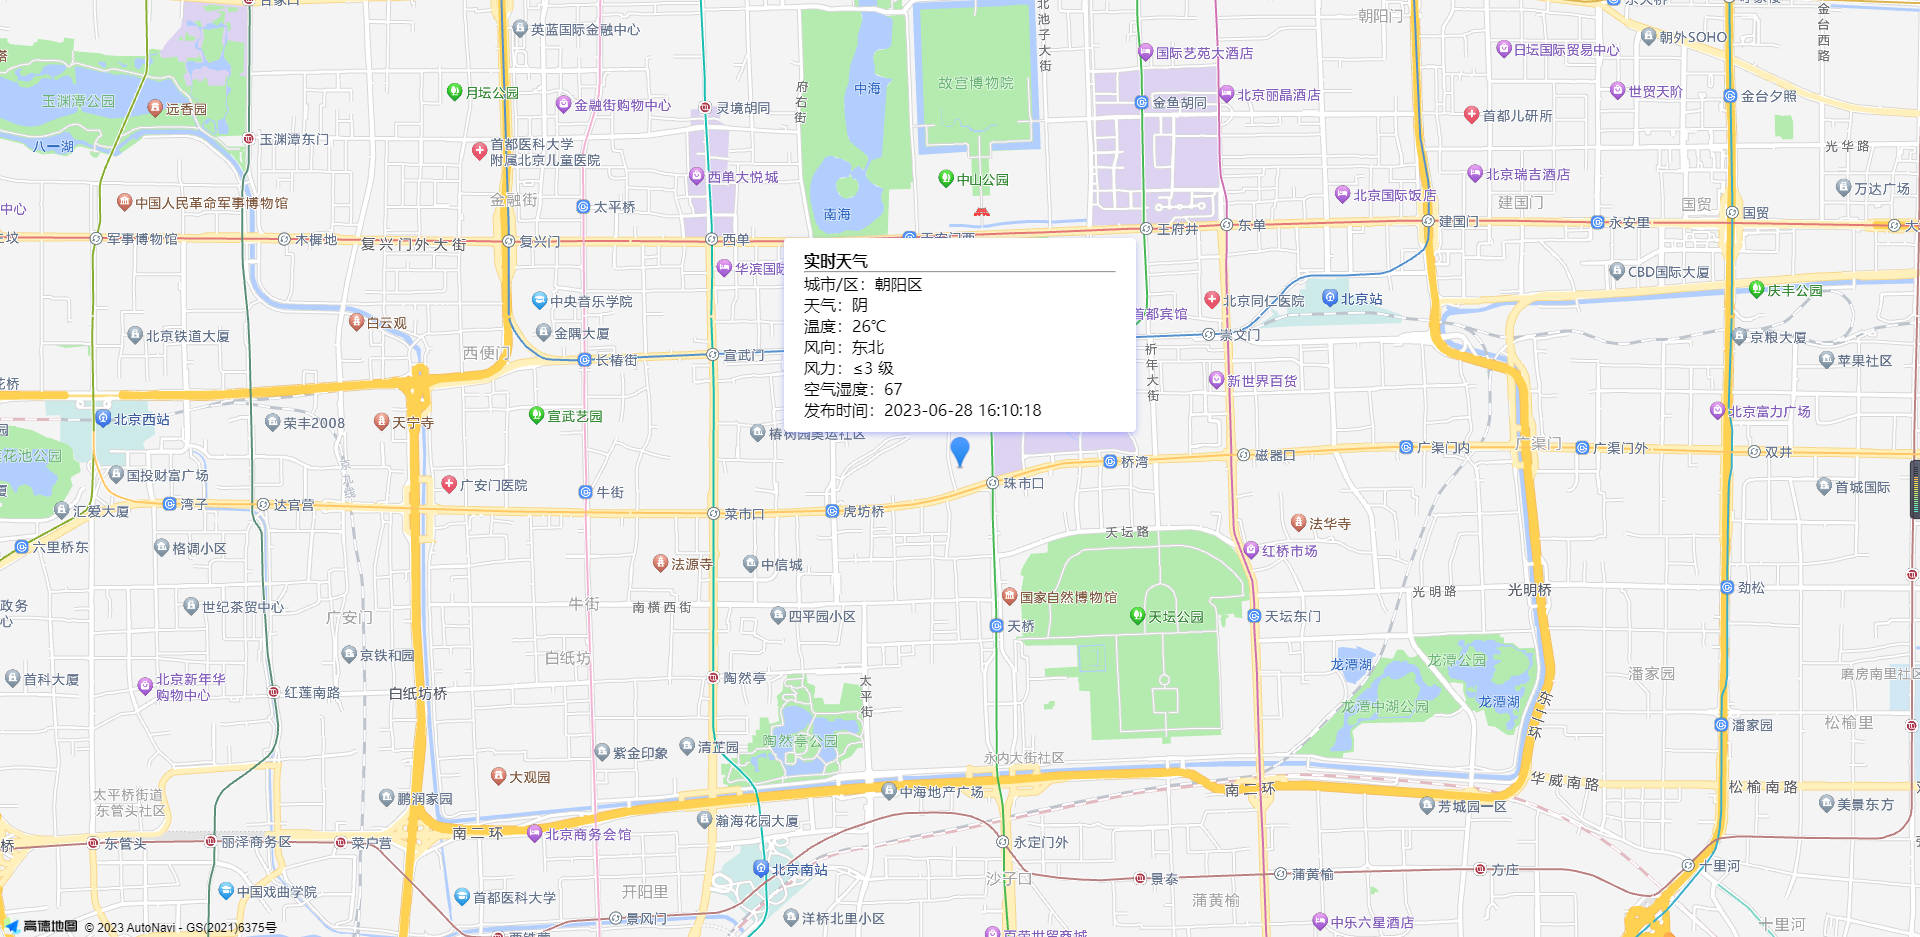 实时天气
城市/区：朝阳区
天气：阴
温度：26℃
风向：东北
风力：≤3 级
空气湿度：67
发布时间：2023-06-28 16:10:18
英蓝国际金融中心
北池子大街
朝阳门
朝外SOHO
金台西路
国际艺苑大酒店
日坛国际贸易中心
中海
故宫博物院
府右街
月坛公园
金融街购物中心
灵境胡同
金鱼胡同
北京丽晶酒店
世贸天阶
金台夕照
玉渊潭公园
远香园
首都儿研所
八一湖
玉渊潭东门
首都医科大学
附属北京儿童医院
光华路
西单大悦城
中山公园
北京瑞吉酒店
万达广场
北京国际饭店
中国人民革命军事博物馆
金融街
太平桥
南海
建国门
国贸
中心
军事博物馆
木樨地
复兴门外大街
复兴门
西单
王府井
东单
建国门
永安里
国贸
华滨国际
CBD国际大厦
中央音乐学院
北京同仁医院
北京站
庆丰公园
首都宾馆
白云观
金隅大厦
北京铁道大厦
西便门
长椿街
宣武门
崇文门
祈年大街
京粮大厦
苹果社区
新世界百货
花桥
北京西站
荣丰2008
天宁寺
宣武艺园
椿树园奥运社区
北京富力广场
莲花池公园
国投财富广场
广安门医院
牛街
桥湾
磁器口
广渠门内
广渠门
广渠门外
双井
珠市口
首城国际
汇爱大厦
湾子
达官营
菜市口
虎坊桥
法华寺
天坛路
红桥市场
六里桥东
格调小区
法源寺
中信城
劲松
世纪茶贸中心
广安门
牛街
南横西街
四平园小区
国家自然博物馆
天坛公园
天桥
天坛东门
光明路
光明桥
政务
心
京铁和园
白纸坊
龙潭湖
龙潭公园
潘家园
首科大厦
北京新年华
购物中心
红莲南路
白纸坊桥
陶然亭
太平街
龙潭中湖公园
龙潭湖
东二环
磨房南里社区
松榆里
潘家园
紫金印象
清芷园
陶然亭公园
永内大街社区
大观园
太平桥街道
东管头社区
鹏润家园
中海地产广场
南二环
华威南路
松榆南路
芳城园一区
美景东方
南二环
北京商务会馆
瀚海花园大厦
东管头
丽泽商务区
菜户营
永定门外
北京南站
景泰
蒲黄榆
方庄
十里河
中国戏曲学院
首都医科大学
开阳里
沙子口
蒲黄榆
景风门
洋桥北里小区
中乐六星酒店
十里河
高德地图
© 2023 AutoNavi - GS(2021)6375号